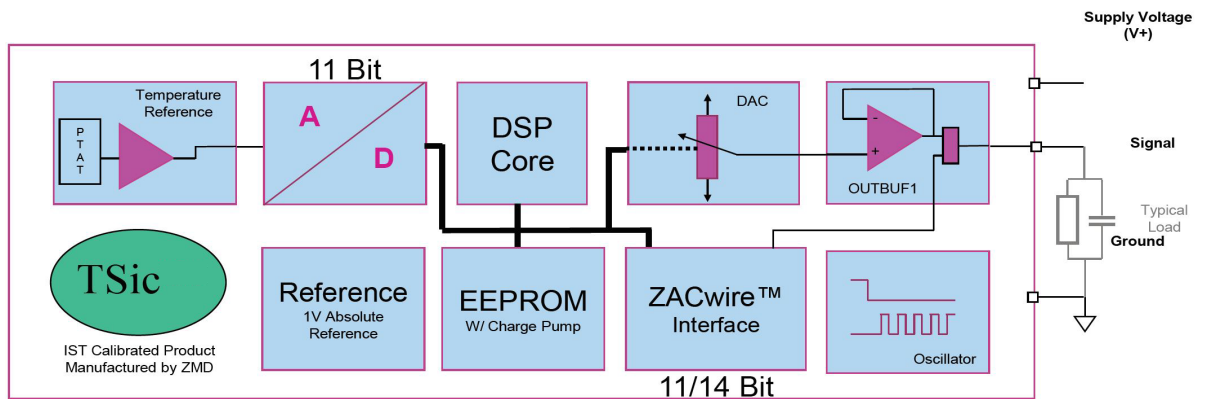 Supply Voltage
(V+)
11 Bit
Temperature
Reference
P
T
A
T
A
D
DSP
Core
DAC
-
+
OUTBUF1
Signal
Typical
Load
Ground
TSic
IST Calibrated Product
Manufactured by ZMD
Reference
1V Absolute
Reference
EEPROM
W/ Charge Pump
ZACwire™
Interface
11/14 Bit
Oscillator